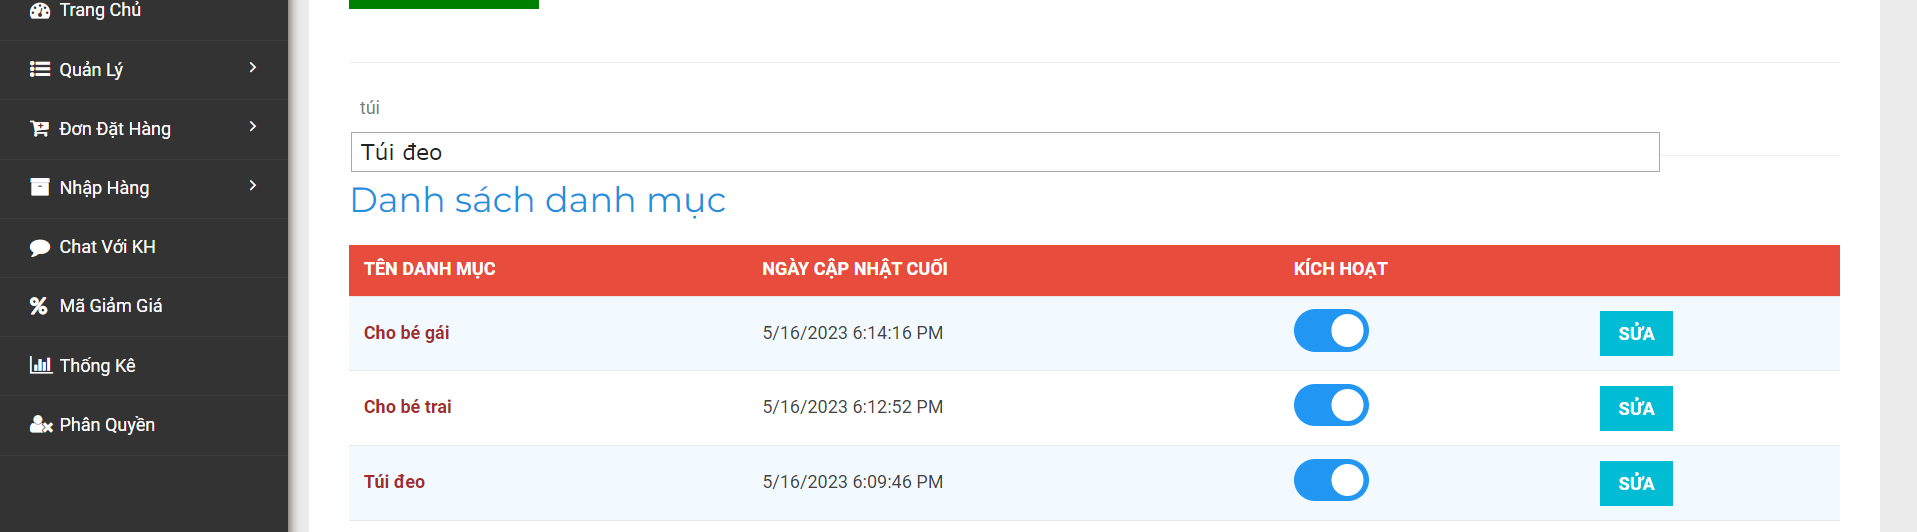 Trang Chủ
Quản Lý
Đơn Đặt Hàng
Nhập Hàng
Chat Với KH
Mã Giảm Giá
Thống Kê
Phân Quyền
túi
Túi đeo
Danh sách danh mục
TÊN DANH MỤC NGÀY CẬP NHẬT CUỐI KÍCH HOẠT
Cho bé gái 5/16/2023 6:14:16 PM SỬA
Cho bé trai 5/16/2023 6:12:52 PM SỬA
Túi đeo 5/16/2023 6:09:46 PM SỬA